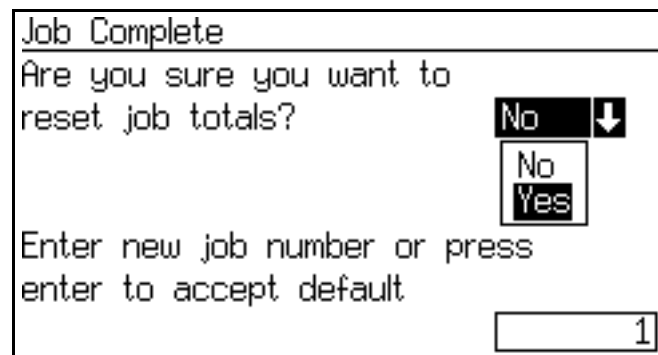 Job Complete
Are you sure you want to
reset job totals? No
No
Yes
Enter new job number or press
enter to accept default
1